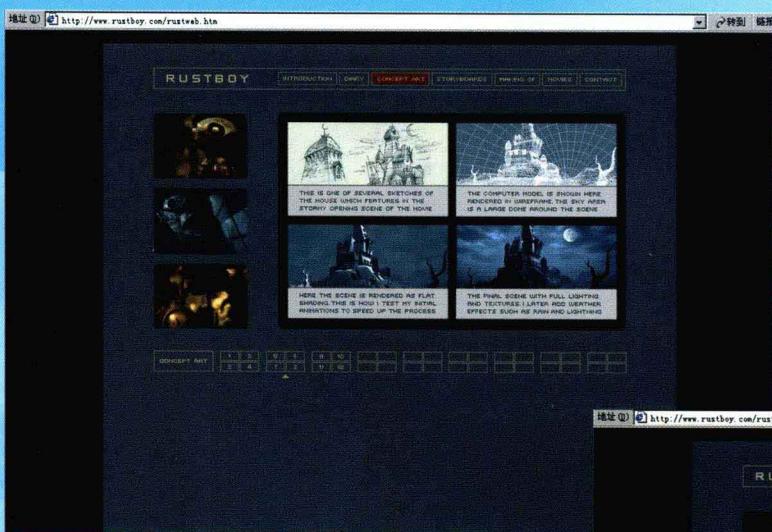 地址(D) http://www.rustboy.com/rustweb.htm 转到
RUSTBOY INTRODUCTION DIARY CONCEPT ART STORYBOARDS MAKING OF MOVIES CONTACT
THIS IS ONE OF SEVERAL SKETCHES OF
THE HOUSE WHICH FEATURES IN THE
STORMY OPENING SCENE OF THE MOVIE
THE COMPUTER MODEL IS SHOWN HERE
RENDERED IN WIREFRAME. THE SKY AREA
IS A LARGE DOME AROUND THE SCENE
HERE THE SCENE IS RENDERED AS FLAT
SHADING. THIS IS HOW I TEST MY INITIAL
ANIMATIONS TO SPEED UP THE PROCESS
THE FINAL SCENE WITH FULL LIGHTING
AND TEXTURES. I LATER ADD WEATHER
EFFECTS SUCH AS RAIN AND LIGHTNING
CONCEPT ART
1 2
3 4
9 10
11 12
地址(D) http://www.rustboy.com/rus
RU